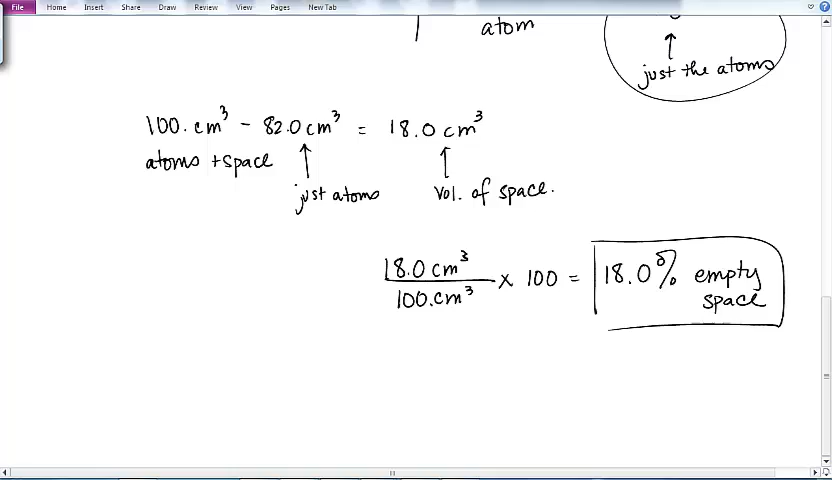 File Home Insert Share Draw Review View Pages New Tab
atom
just the atoms
100. cm³ - 82.0 cm³ = 18.0 cm³
atoms + space
just atoms
vol. of space.
18.0 cm³
100. cm³
x 100 = 18.0% empty
space